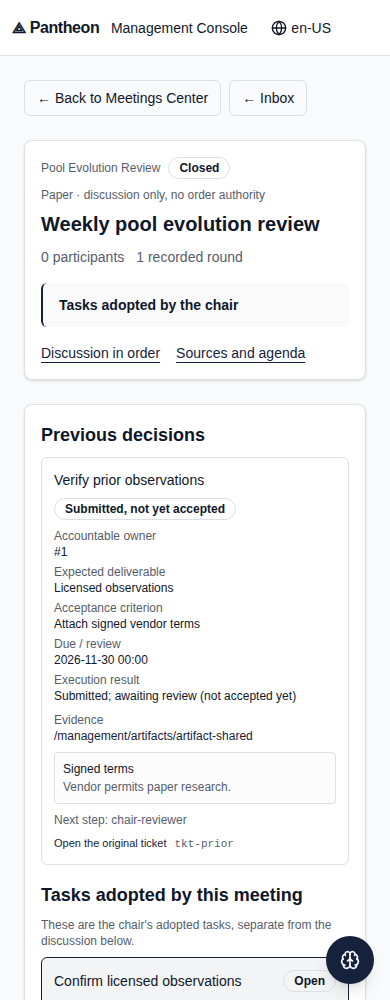 Pantheon Management Console en-US
← Back to Meetings Center ← Inbox
Pool Evolution Review Closed
Paper · discussion only, no order authority
Weekly pool evolution review
0 participants 1 recorded round
Tasks adopted by the chair
Discussion in order Sources and agenda
Previous decisions
Verify prior observations
Submitted, not yet accepted
Accountable owner
#1
Expected deliverable
Licensed observations
Acceptance criterion
Attach signed vendor terms
Due / review
2026-11-30 00:00
Execution result
Submitted; awaiting review (not accepted yet)
Evidence
/management/artifacts/artifact-shared
Signed terms
Vendor permits paper research.
Next step: chair-reviewer
Open the original ticket tkt-prior
Tasks adopted by this meeting
These are the chair's adopted tasks, separate from the
discussion below.
Confirm licensed observations Open